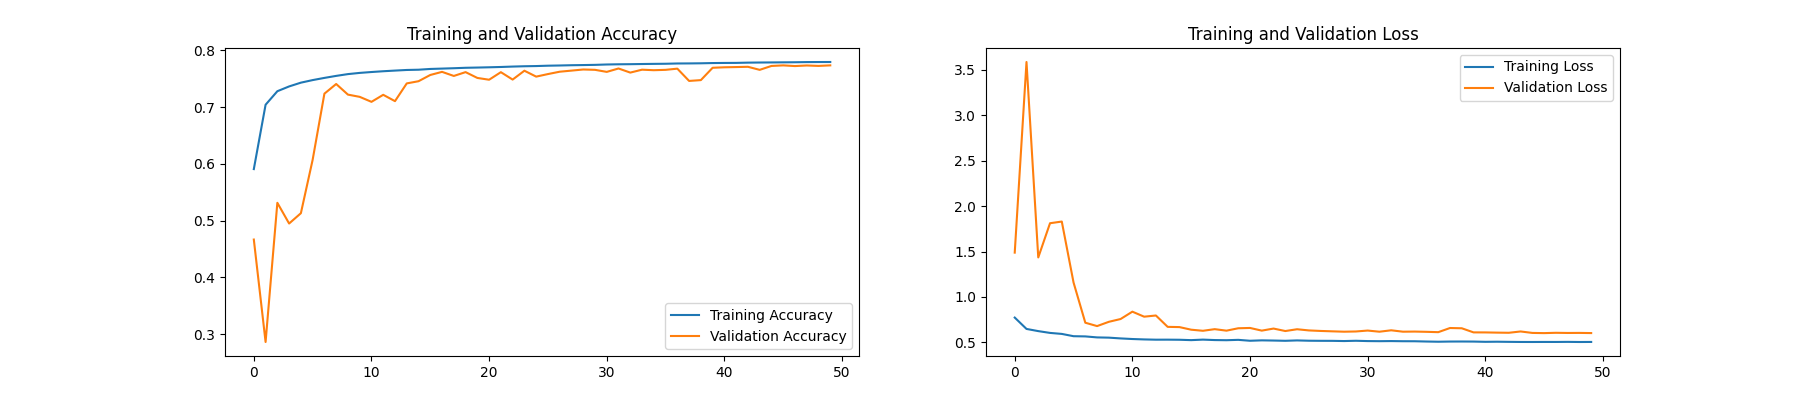 Training and Validation Accuracy
0.8
0.7
0.6
0.5
0.4
0.3
0 10 20 30 40 50
Training Accuracy
Validation Accuracy
Training and Validation Loss
3.5
3.0
2.5
2.0
1.5
1.0
0.5
0 10 20 30 40 50
Training Loss
Validation Loss